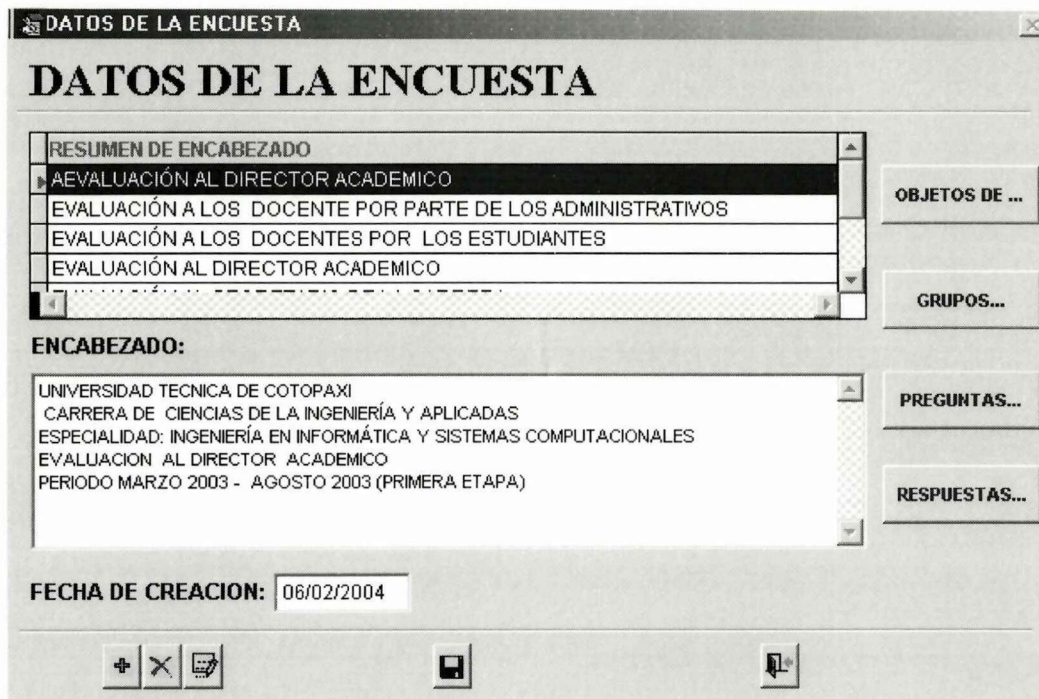 DATOS DE LA ENCUESTA
DATOS DE LA ENCUESTA
RESUMEN DE ENCABEZADO
AEVALUACIÓN AL DIRECTOR ACADEMICO
EVALUACIÓN A LOS DOCENTE POR PARTE DE LOS ADMINISTRATIVOS
EVALUACIÓN A LOS DOCENTES POR LOS ESTUDIANTES
EVALUACIÓN AL DIRECTOR ACADEMICO
OBJETOS DE ...
GRUPOS...
PREGUNTAS...
RESPUESTAS...
ENCABEZADO:
UNIVERSIDAD TECNICA DE COTOPAXI
CARRERA DE CIENCIAS DE LA INGENIERÍA Y APLICADAS
ESPECIALIDAD: INGENIERÍA EN INFORMÁTICA Y SISTEMAS COMPUTACIONALES
EVALUACION AL DIRECTOR ACADEMICO
PERIODO MARZO 2003 - AGOSTO 2003 (PRIMERA ETAPA)
FECHA DE CREACION: 06/02/2004